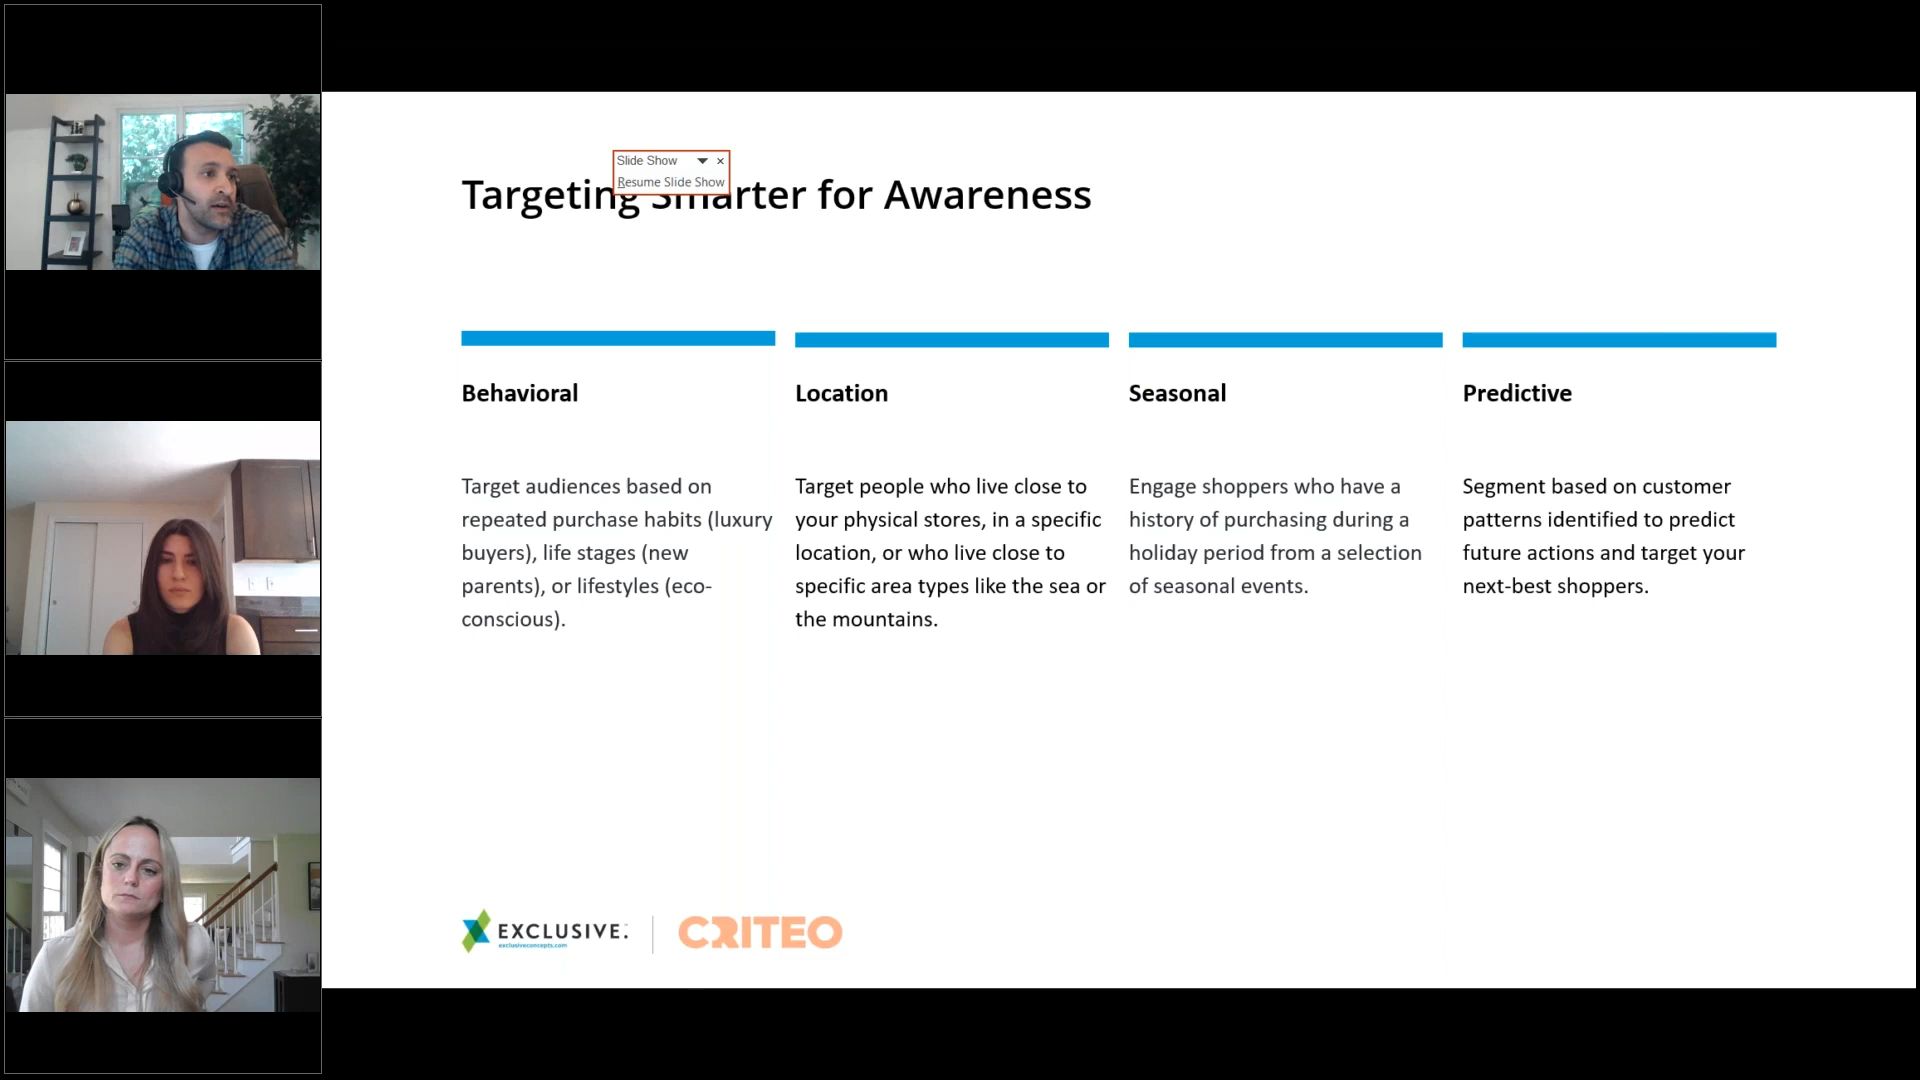 Slide Show
Resume Slide Show
Targeting Smarter for Awareness
Behavioral
Target audiences based on
repeated purchase habits (luxury
buyers), life stages (new
parents), or lifestyles (eco-
conscious).
Location
Target people who live close to
your physical stores, in a specific
location, or who live close to
specific area types like the sea or
the mountains.
Seasonal
Engage shoppers who have a
history of purchasing during a
holiday period from a selection
of seasonal events.
Predictive
Segment based on customer
patterns identified to predict
future actions and target your
next-best shoppers.
EXCLUSIVE.
exclusiveconcepts.com
CRITEO